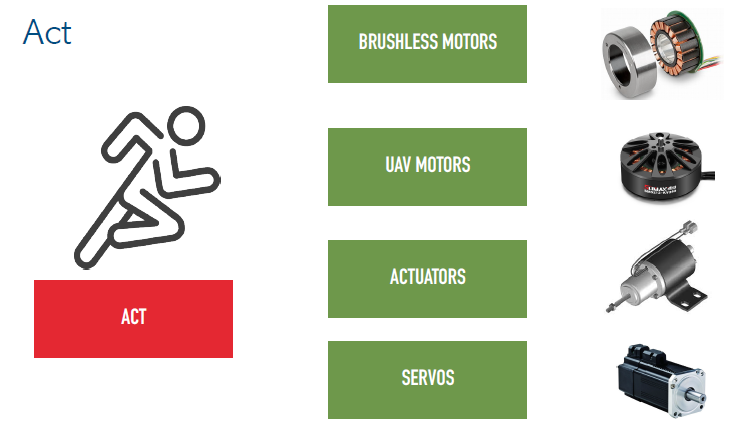 Act
BRUSHLESS MOTORS
UAV MOTORS
ACTUATORS
ACT
SERVOS